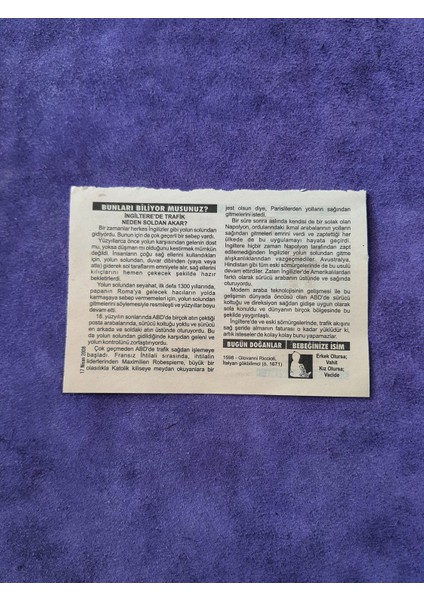 BUNLARI BİLİYOR MUSUNUZ?
İNGİLTERE'DE TRAFİK
NEDEN SOLDAN AKAR?
Bir zamanlar herkes İngilizler gibi yolun solundan
gidiyordu. Bunun için de çok geçerli bir sebep vardı.
Yüzyıllarca önce yolun karşısından gelenin dost
mu, yoksa düşman mı olduğunu kestirmek mümkün
değildi. İnsanların çoğu sağ ellerini kullandıkları
için, yolun solundan, duvar dibinden (yaya veya
atlı) giderek sol taraflarını emniyete alır, sağ ellerini
kılıçlarını hemen çekecek şekilde hazır
bekletirlerdi.
Yolun solundan seyahat, ilk defa 1300 yılarında,
papanın Roma'ya gelecek hacıların yolda
karmaşaya sebep vermemeleri için, yolun solundan
gitmelerini söylemesiyle resmileşti ve yüzyıllar boyu
devam etti.
18. yüzyılın sonlarında ABD'de birçok atın çektiği
posta arabalarında, sürücü koltuğu yoktu ve sürücü
en arkada ve soldaki atın üstünde oturuyordu. Bu
da yolun solundan gidildiğinde karşıdan geleni ve
yolun kontrolünü zorlaştırıyordu.
Çok geçmeden ABD'de trafik sağdan işlemeye
başladı. Fransız İhtilali sırasında, ihtilalin
liderlerinden Maximilien Robespierre, büyük bir
olasılıkla Katolik kiliseye meydan okuyanlara bir
17 Nisan 2008
jest olsun diye, Parislilerden yolların sağından
gitmelerini istedi.
Bir süre sonra aslında kendisi de bir solak olan
Napolyon, ordularındaki ikmal arabalarının yolların
sağından gitmeleri emrini verdi ve zaptettiği her
ülkede de bu uygulamayı hayata geçirdi.
İngiltere hiçbir zaman Napolyon tarafından zapt
edilemediğinden İngilizler yolun solundan gitme
alışkanlıklarından vazgeçmediler. Avustralya,
Hindistan gibi tüm eski sömürgelerinde de bu usulü
devam ettirdiler. Zaten İngilizler'de Amerikalılardan
farklı olarak sürücü arabanın üstünde ve sağında
oturuyordu.
Modern araba teknolojisinin gelişmesi ile bu
gelişimin dünyada öncüsü olan ABD'de sürücü
koltuğu ve direksiyon sağdan gidişe uygun olarak
sola konuldu ve dünyanın birçok bölgesinde bu
şekilde yaygınlaştı.
İngiltere'de ve eski sömürgelerinde, trafik akışını
sağ şeride almanın faturası o kadar yüklüdür ki,
artık isteseler de kolay kolay bunu yapamazlar.
BUGÜN DOĞANLAR
1598 - Giovanni Riccioli,
İtalyan gökbilimci (ö. 1671)
BEBEĞİNİZE İSİM
Erkek Olursa;
Vahit
Kız Olursa;
Vecide